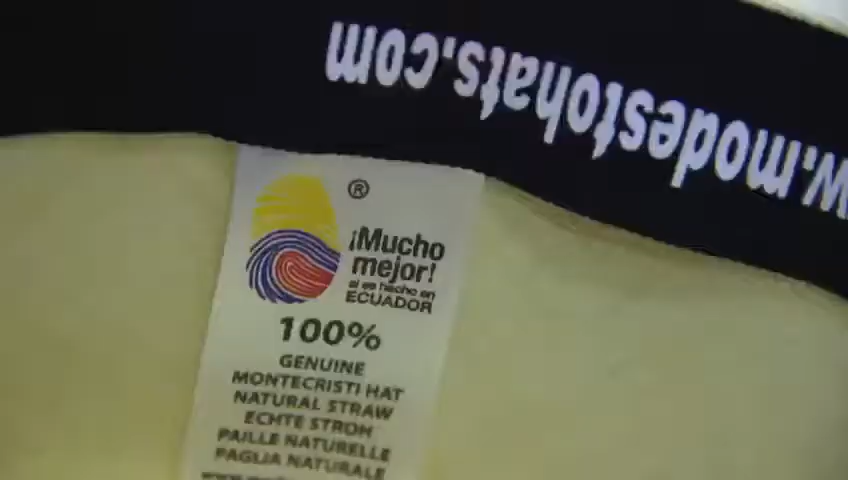 w.modestohats.com
®
¡Mucho
mejor!
si es hecho en
ECUADOR
100%
GENUINE
MONTECRISTI HAT
NATURAL STRAW
ECHTE STROH
PAILLE NATURELLE
PAGLIA NATURALE